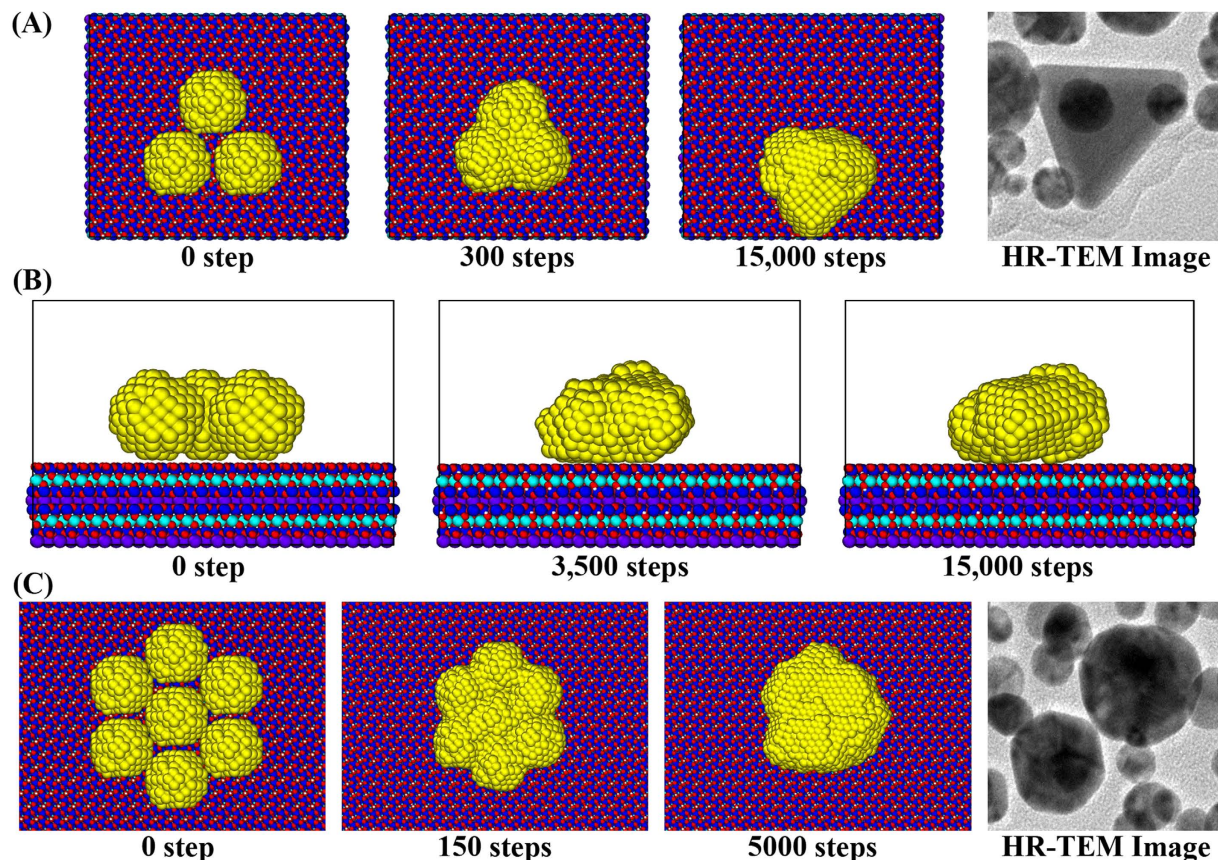 (A)
0 step
300 steps
15,000 steps
HR-TEM Image
(B)
0 step
3,500 steps
15,000 steps
(C)
0 step
150 steps
5000 steps
HR-TEM Image